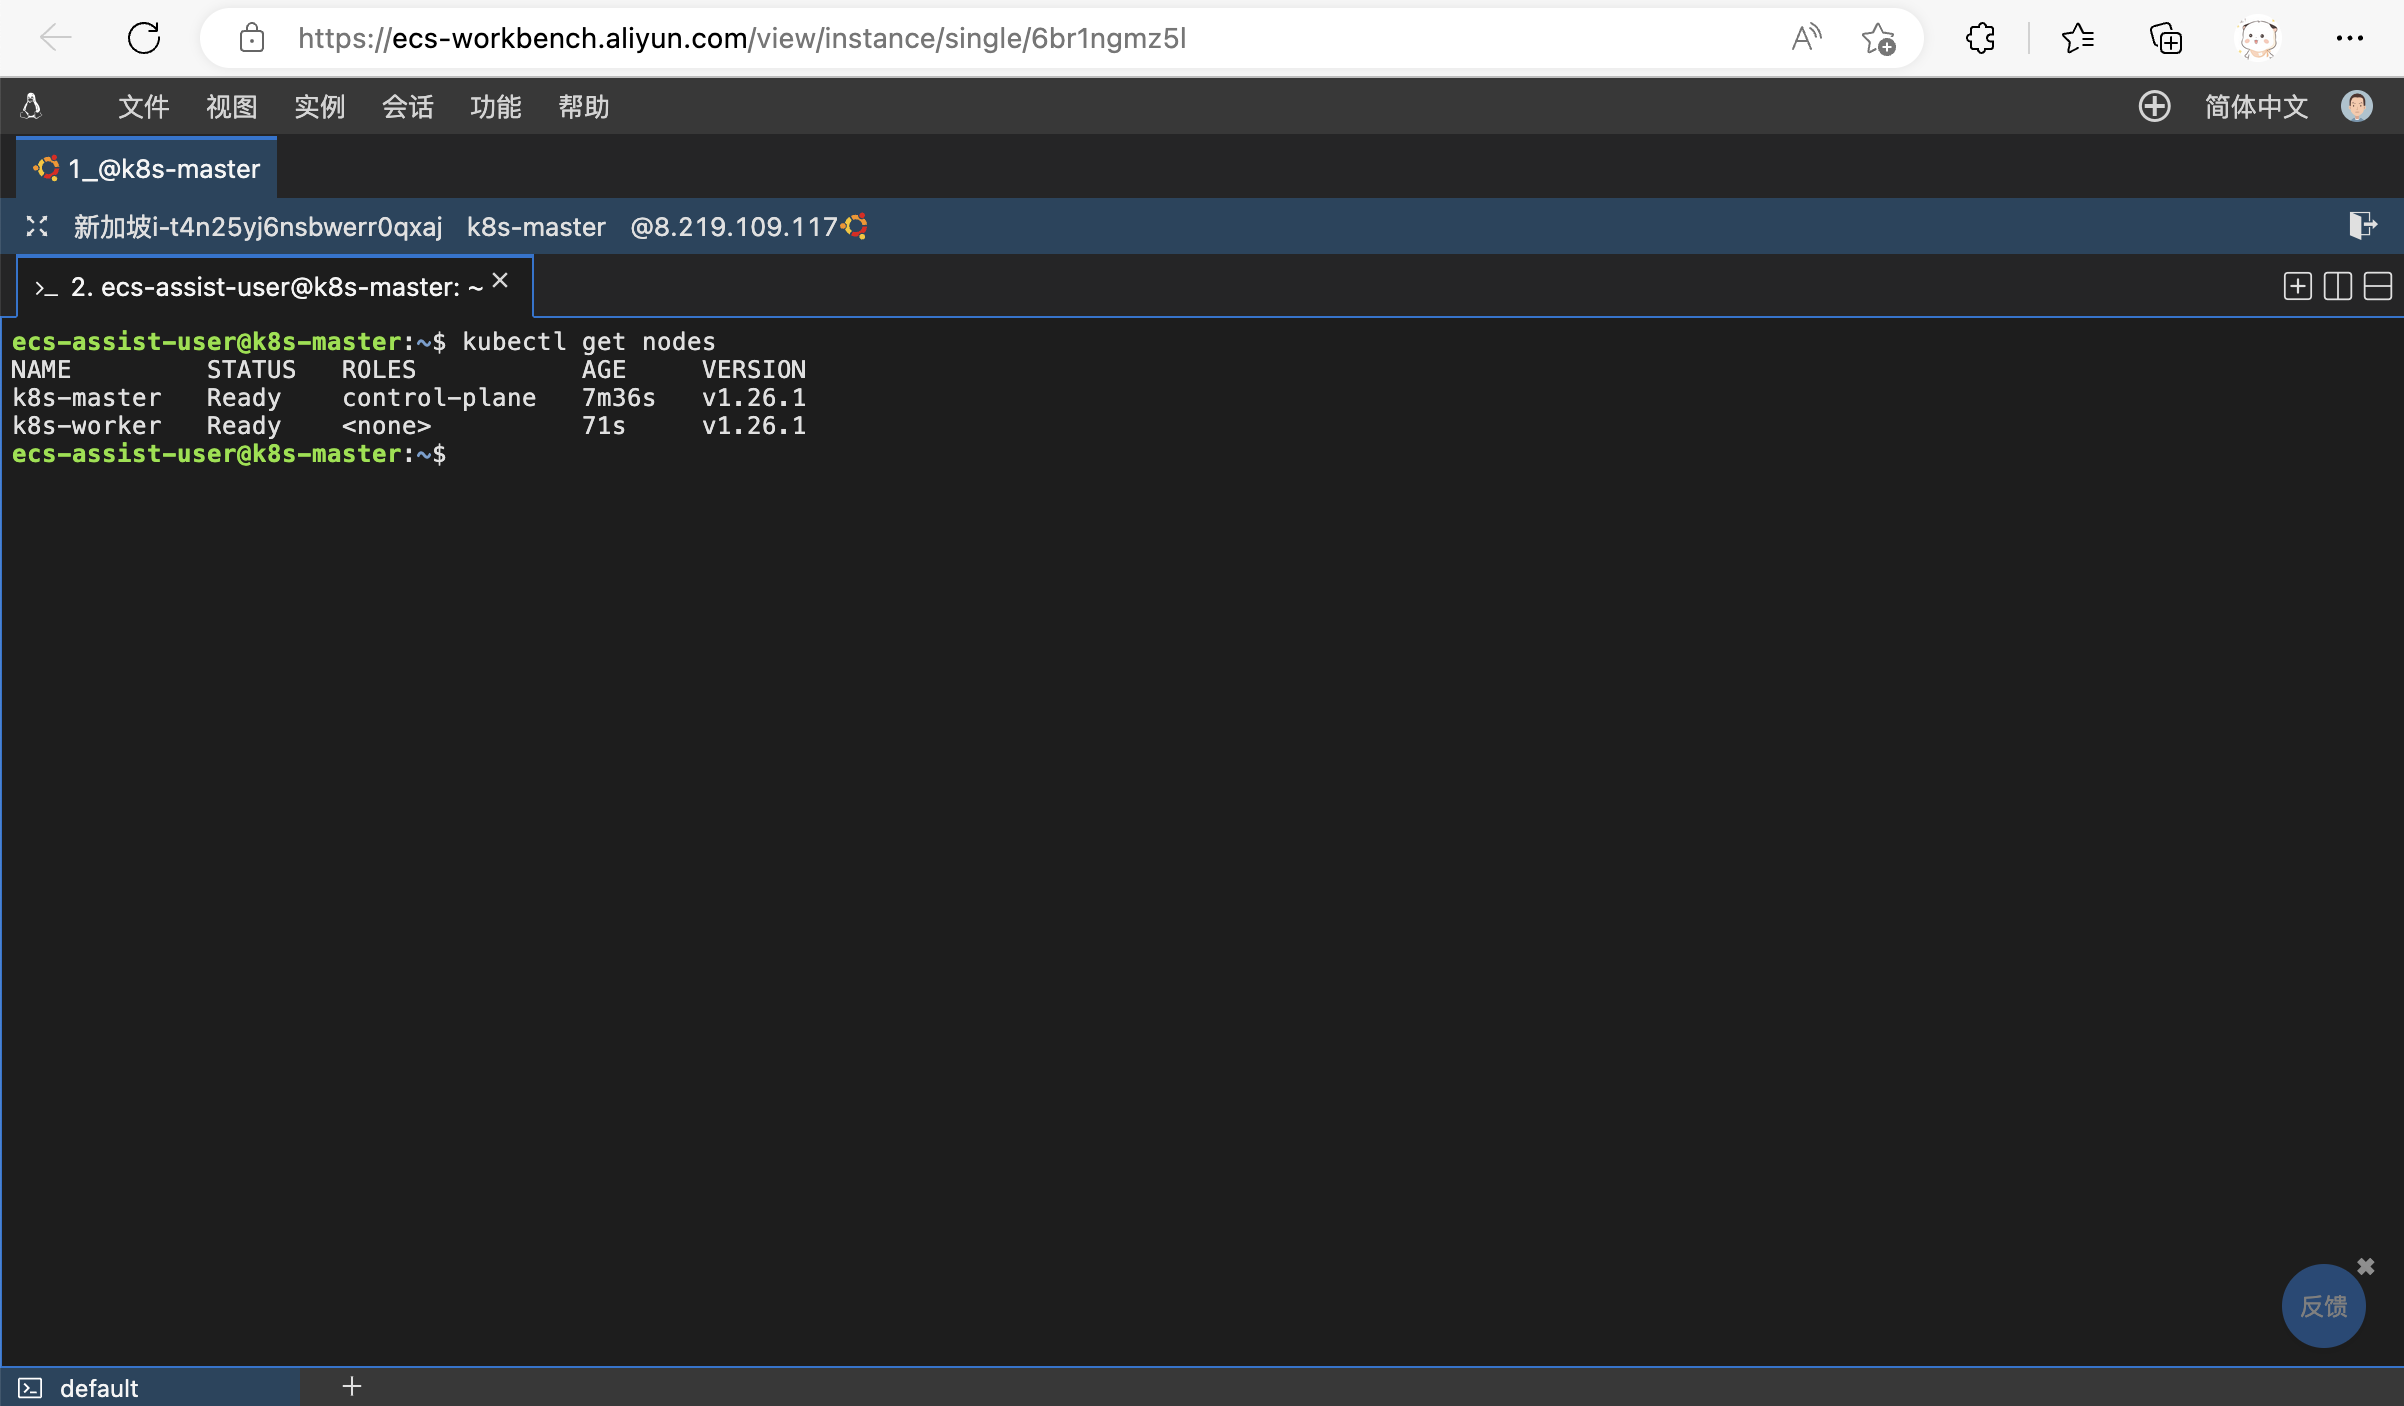 https://ecs-workbench.aliyun.com/view/instance/single/6br1ngmz5l
文件 视图 实例 会话 功能 帮助 简体中文
1_@k8s-master
新加坡i-t4n25yj6nsbwerr0qxaj k8s-master @8.219.109.117
>_ 2. ecs-assist-user@k8s-master: ~ ×
ecs-assist-user@k8s-master:~$ kubectl get nodes
NAME STATUS ROLES AGE VERSION
k8s-master Ready control-plane 7m36s v1.26.1
k8s-worker Ready <none> 71s v1.26.1
ecs-assist-user@k8s-master:~$
反馈
default +